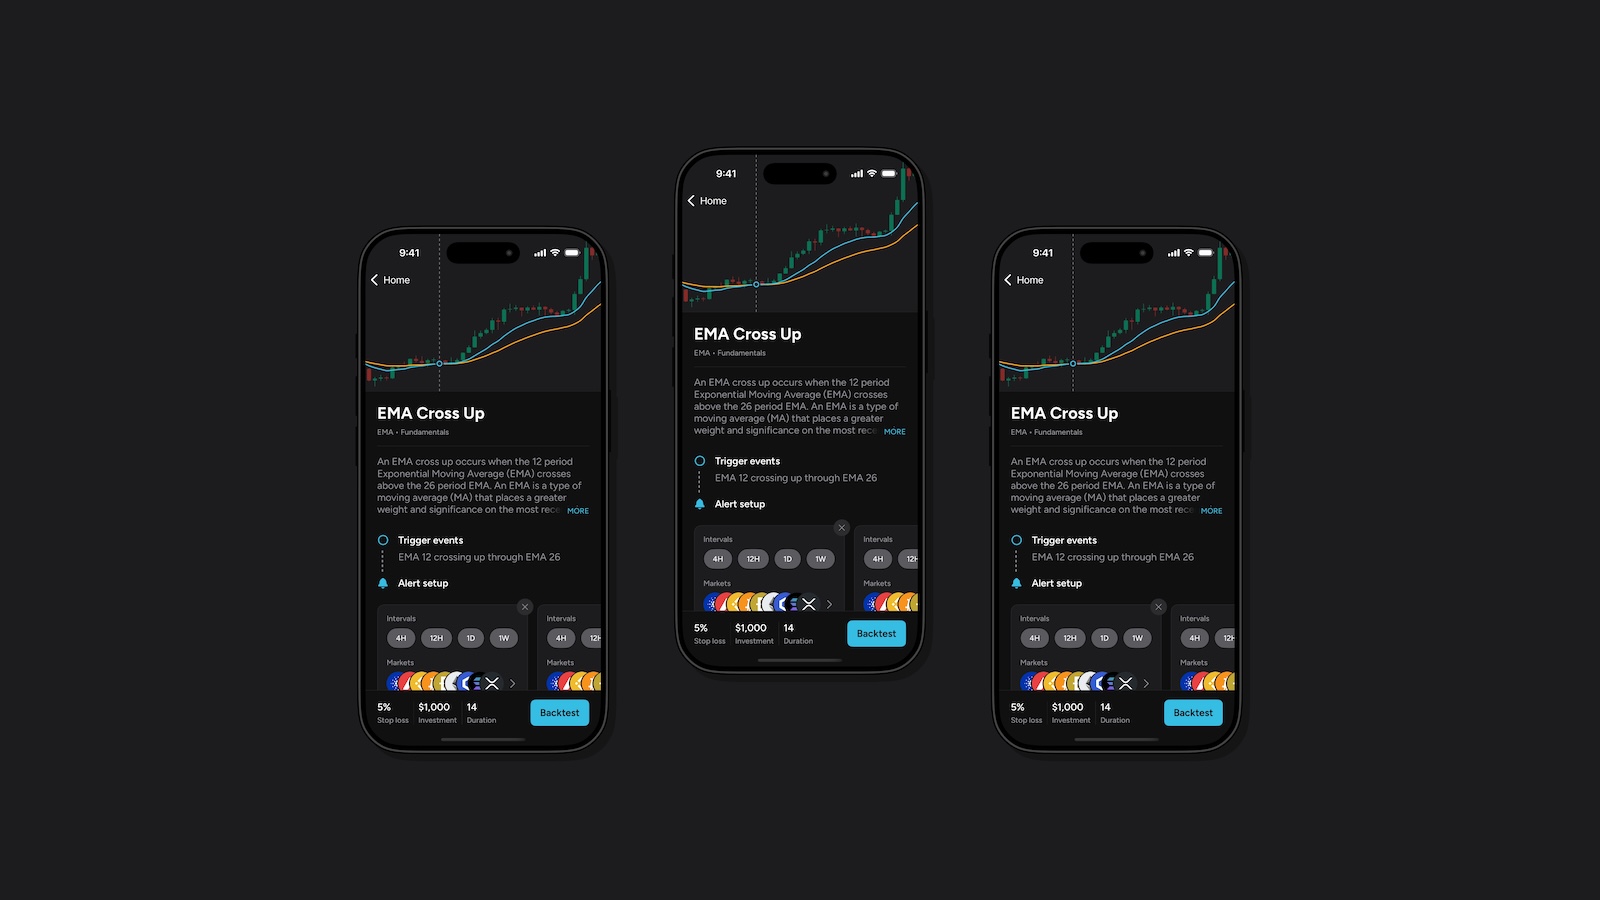 9:41
Home
EMA Cross Up
EMA • Fundamentals
An EMA cross up occurs when the 12 period
Exponential Moving Average (EMA) crosses
above the 26 period EMA. An EMA is a type of
moving average (MA) that places a greater
weight and significance on the most rece MORE
Trigger events
EMA 12 crossing up through EMA 26
Alert setup
Intervals
4H 12H 1D 1W
Markets
Intervals
4H 12H
Markets
5% $1,000 14
Stop loss Investment Duration
Backtest
9:41
Home
EMA Cross Up
EMA • Fundamentals
An EMA cross up occurs when the 12 period
Exponential Moving Average (EMA) crosses
above the 26 period EMA. An EMA is a type of
moving average (MA) that places a greater
weight and significance on the most rece MORE
Trigger events
EMA 12 crossing up through EMA 26
Alert setup
Intervals
4H 12H 1D 1W
Markets
Intervals
4H 12H
Markets
5% $1,000 14
Stop loss Investment Duration
Backtest
9:41
Home
EMA Cross Up
EMA • Fundamentals
An EMA cross up occurs when the 12 period
Exponential Moving Average (EMA) crosses
above the 26 period EMA. An EMA is a type of
moving average (MA) that places a greater
weight and significance on the most rece MORE
Trigger events
EMA 12 crossing up through EMA 26
Alert setup
Intervals
4H 12H 1D 1W
Markets
Intervals
4H 12H
Markets
5% $1,000 14
Stop loss Investment Duration
Backtest